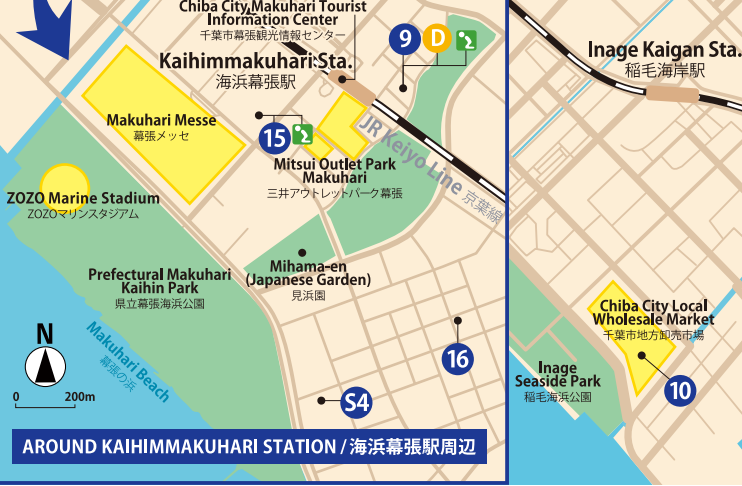 Chiba City Makuhari Tourist
Information Center
千葉市幕張観光情報センター
9
D
Kaihimmakuhari Sta.
海浜幕張駅
Inage Kaigan Sta.
稲毛海岸駅
Makuhari Messe
幕張メッセ
15
JR Keiyo Line 京葉線
Mitsui Outlet Park
Makuhari
三井アウトレットパーク幕張
ZOZO Marine Stadium
ZOZOマリンスタジアム
Mihama-en
(Japanese Garden)
見浜園
Prefectural Makuhari
Kaihin Park
県立幕張海浜公園
Chiba City Local
Wholesale Market
千葉市地方卸売市場
Makuhari Beach
幕張の浜
N
0 200m
16
Inage
Seaside Park
稲毛海浜公園
10
S4
AROUND KAIHIMMAKUHARI STATION / 海浜幕張駅周辺